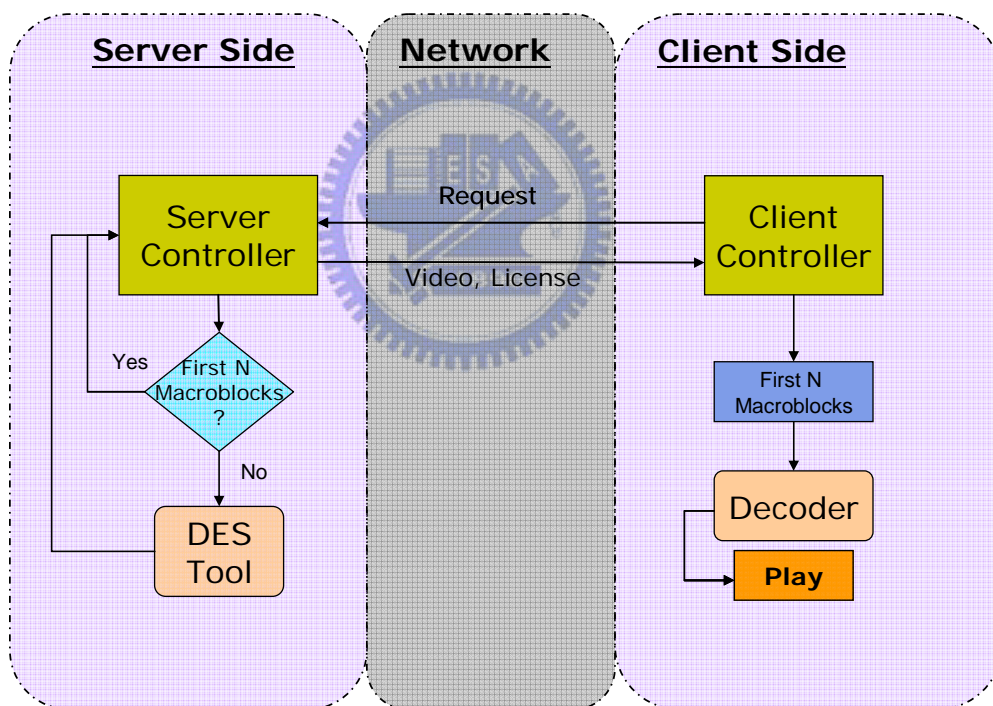 Server Side
Network
Client Side
ESA
Server
Controller
Request
Video, License
Client
Controller
Yes
First N
Macroblocks
?
No
DES
Tool
First N
Macroblocks
Decoder
Play